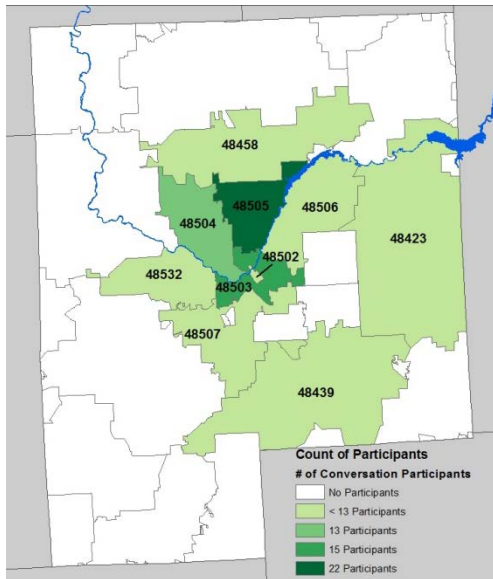 48458
48505
48506
48504
48423
48502
48532
48503
48507
48439
Count of Participants
# of Conversation Participants
No Participants
< 13 Participants
13 Participants
15 Participants
22 Participants